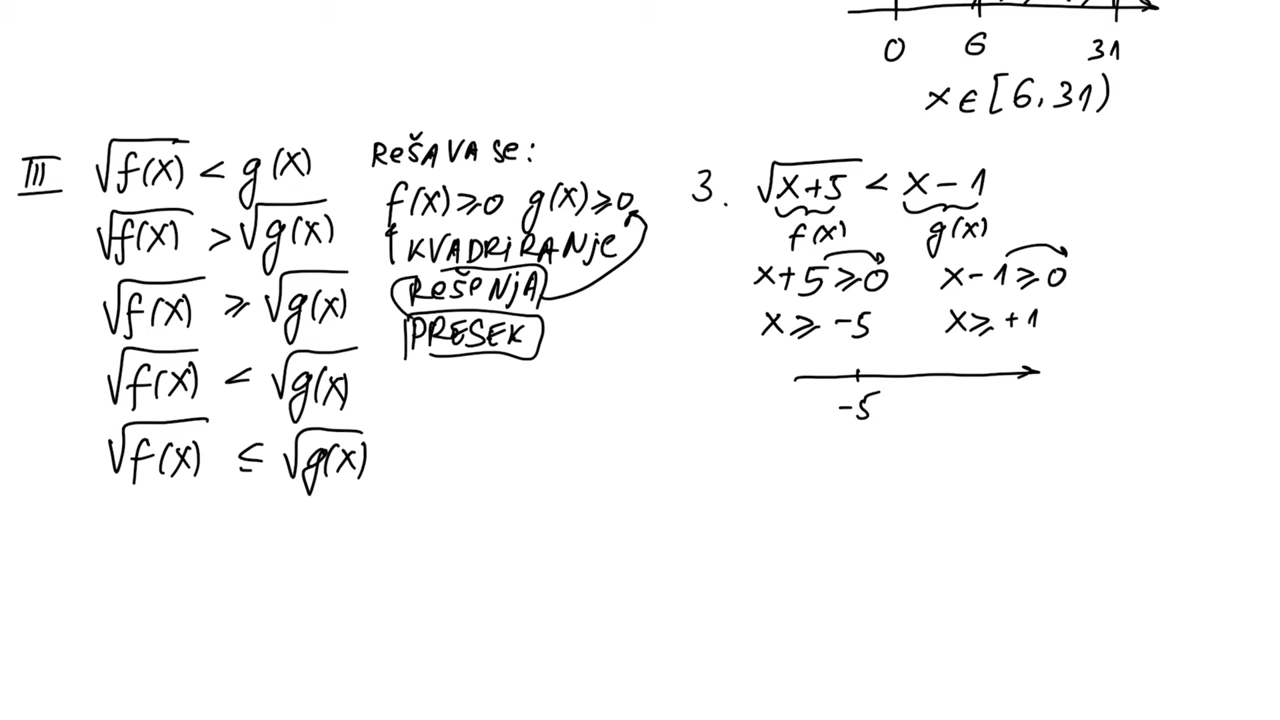 0 6 31
x ∈ [6, 31)
III √f(x) < g(x)
√f(x) > √g(x)
√f(x) ≥ √g(x)
√f(x) < √g(x)
√f(x) ≤ √g(x)
REŠAVA SE:
f(x) ≥ 0 g(x) ≥ 0
KVADRIRANJE
REŠENJA
PRESEK
3. √x+5 < x-1
f(x) g(x)
x+5 ≥ 0 x-1 ≥ 0
x ≥ -5 x ≥ +1
-5